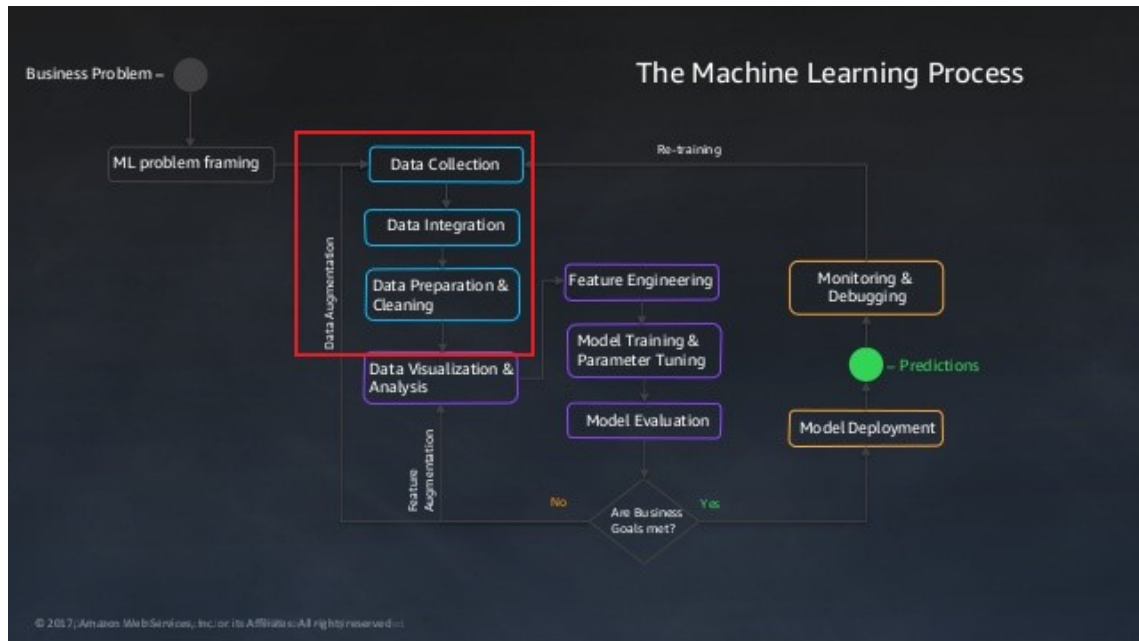 The Machine Learning Process
Business Problem –
ML problem framing
Data Collection
Re-training
Data Integration
Data Augmentation
Data Preparation &
Cleaning
Data Visualization &
Analysis
Feature Engineering
Model Training &
Parameter Tuning
Model Evaluation
Monitoring &
Debugging
– Predictions
Model Deployment
Feature
Augmentation
No
Are Business
Goals met?
Yes
© 2017, Amazon Web Services, Inc. or its Affiliates. All rights reserved